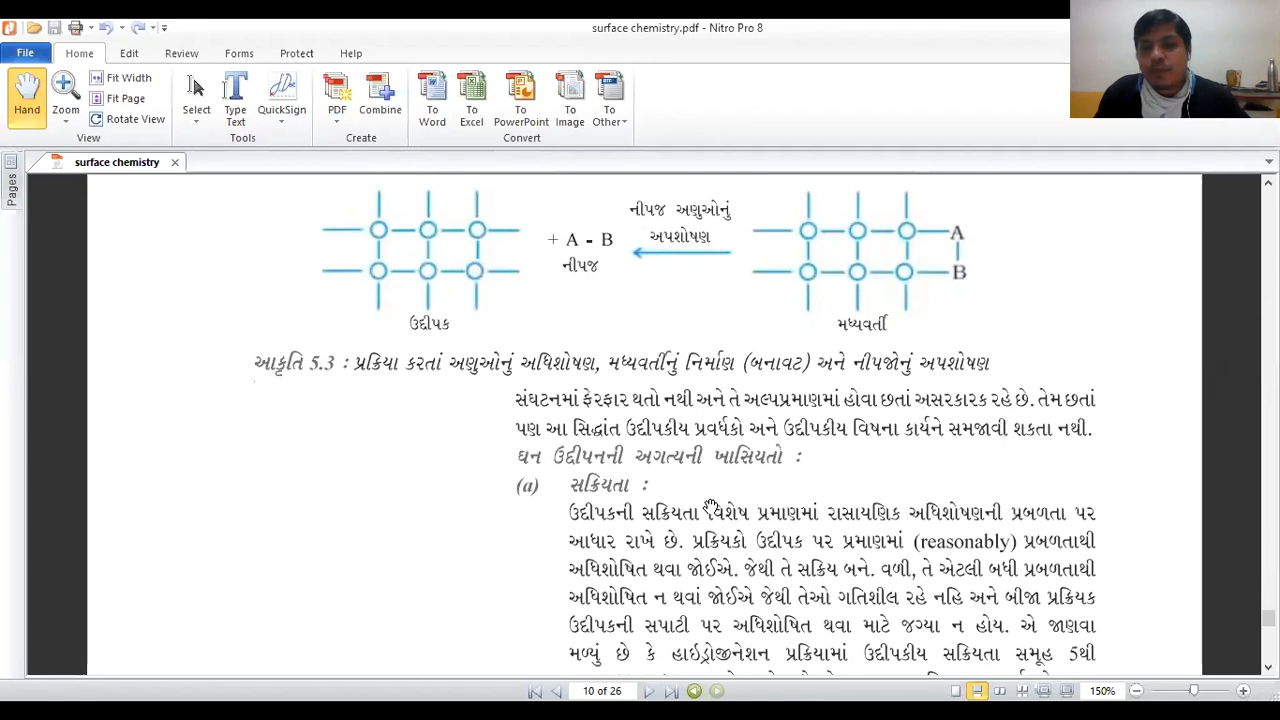 surface chemistry.pdf - Nitro Pro 8
File Home Edit Review Forms Protect Help
Hand Zoom Fit Width Fit Page Rotate View Select Type Text QuickSign PDF Combine To Word To Excel To PowerPoint To Image To Other
View Tools Create Convert
surface chemistry
Pages
નીપજ અણુઓનું
અપશોષણ
+ A - B
નીપજ
A
B
ઉદ્દીપક
મધ્યવર્તી
આકૃતિ 5.3 : પ્રક્રિયા કરતાં અણુઓનું અધિશોષણ, મધ્યવર્તીનું નિર્માણ (બનાવટ) અને નીપજોનું અપશોષણ
સંઘટનમાં ફેરફાર થતો નથી અને તે અલ્પપ્રમાણમાં હોવા છતાં અસરકારક રહે છે. તેમ છતાં
પણ આ સિદ્ધાંત ઉદ્દીપકીય પ્રવર્ધકો અને ઉદ્દીપકીય વિષના કાર્યને સમજાવી શકતા નથી.
ઘન ઉદ્દીપનની અગત્યની ખાસિયતો :
(a) સક્રિયતા :
ઉદ્દીપકની સક્રિયતા વિશેષ પ્રમાણમાં રાસાયણિક અધિશોષણની પ્રબળતા પર
આધાર રાખે છે. પ્રક્રિયકો ઉદ્દીપક પર પ્રમાણમાં (reasonably) પ્રબળતાથી
અધિશોષિત થવા જોઈએ. જેથી તે સક્રિય બને. વળી, તે એટલી બધી પ્રબળતાથી
અધિશોષિત ન થવાં જોઈએ જેથી તેઓ ગતિશીલ રહે નહિ અને બીજા પ્રક્રિયક
ઉદ્દીપકની સપાટી પર અધિશોષિત થવા માટે જગ્યા ન હોય. એ જાણવા
મળ્યું છે કે હાઇડ્રોજીનેશન પ્રક્રિયામાં ઉદ્દીપકીય સક્રિયતા સમૂહ 5થી
10 of 26
150%